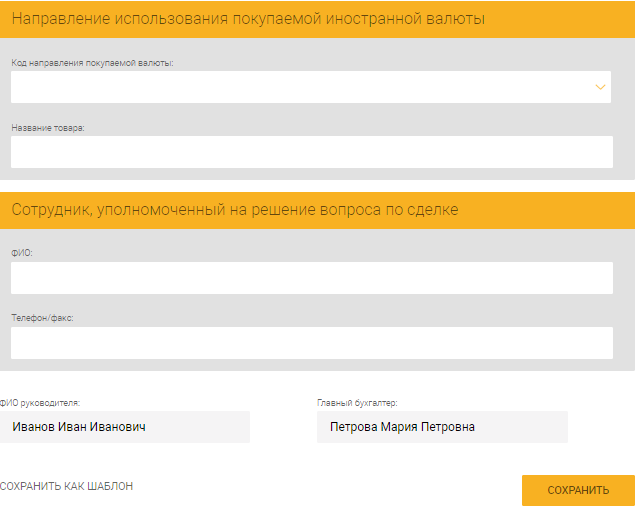 Направление использования покупаемой иностранной валюты
Код направления покупаемой валюты:
Название товара:
Сотрудник, уполномоченный на решение вопроса по сделке
ФИО:
Телефон/факс:
ФИО руководителя:
Главный бухгалтер:
Иванов Иван Иванович
Петрова Мария Петровна
СОХРАНИТЬ КАК ШАБЛОН
СОХРАНИТЬ